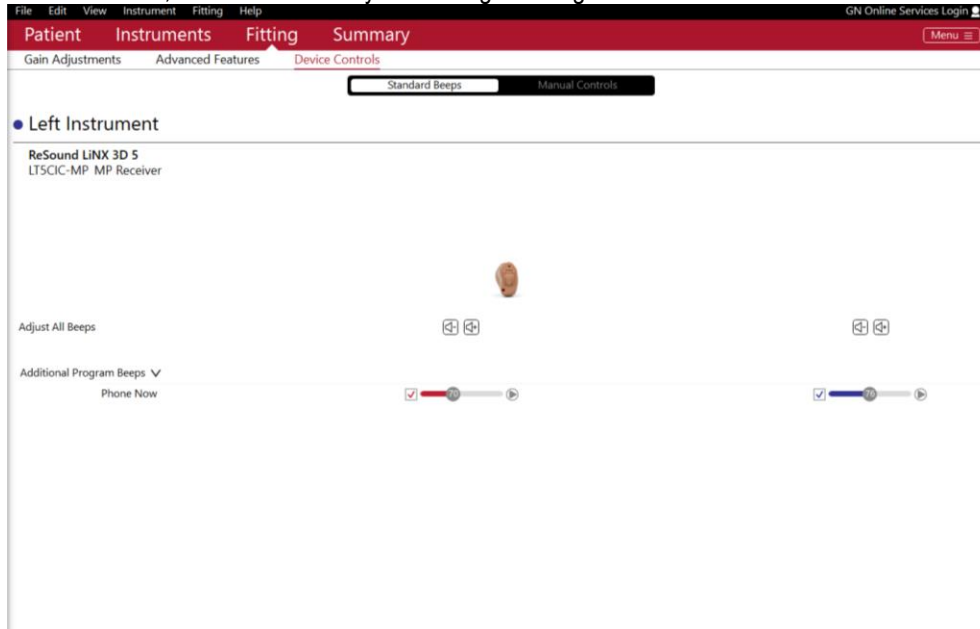 File Edit View Instrument Fitting Help GN Online Services Login
Patient Instruments Fitting Summary Menu
Gain Adjustments Advanced Features Device Controls
Standard Beeps Manual Controls
Left Instrument
ReSound LiNX 3D 5
LT5CIC-MP MP Receiver
Adjust All Beeps
Additional Program Beeps
Phone Now 70 76